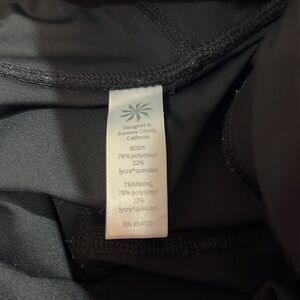 Designed in
Sonoma County,
California
BODY
78% polyester/
22%
lycra®spandex
TRIMMING
78% polyester/
22%
lycra®spandex
RN #54023